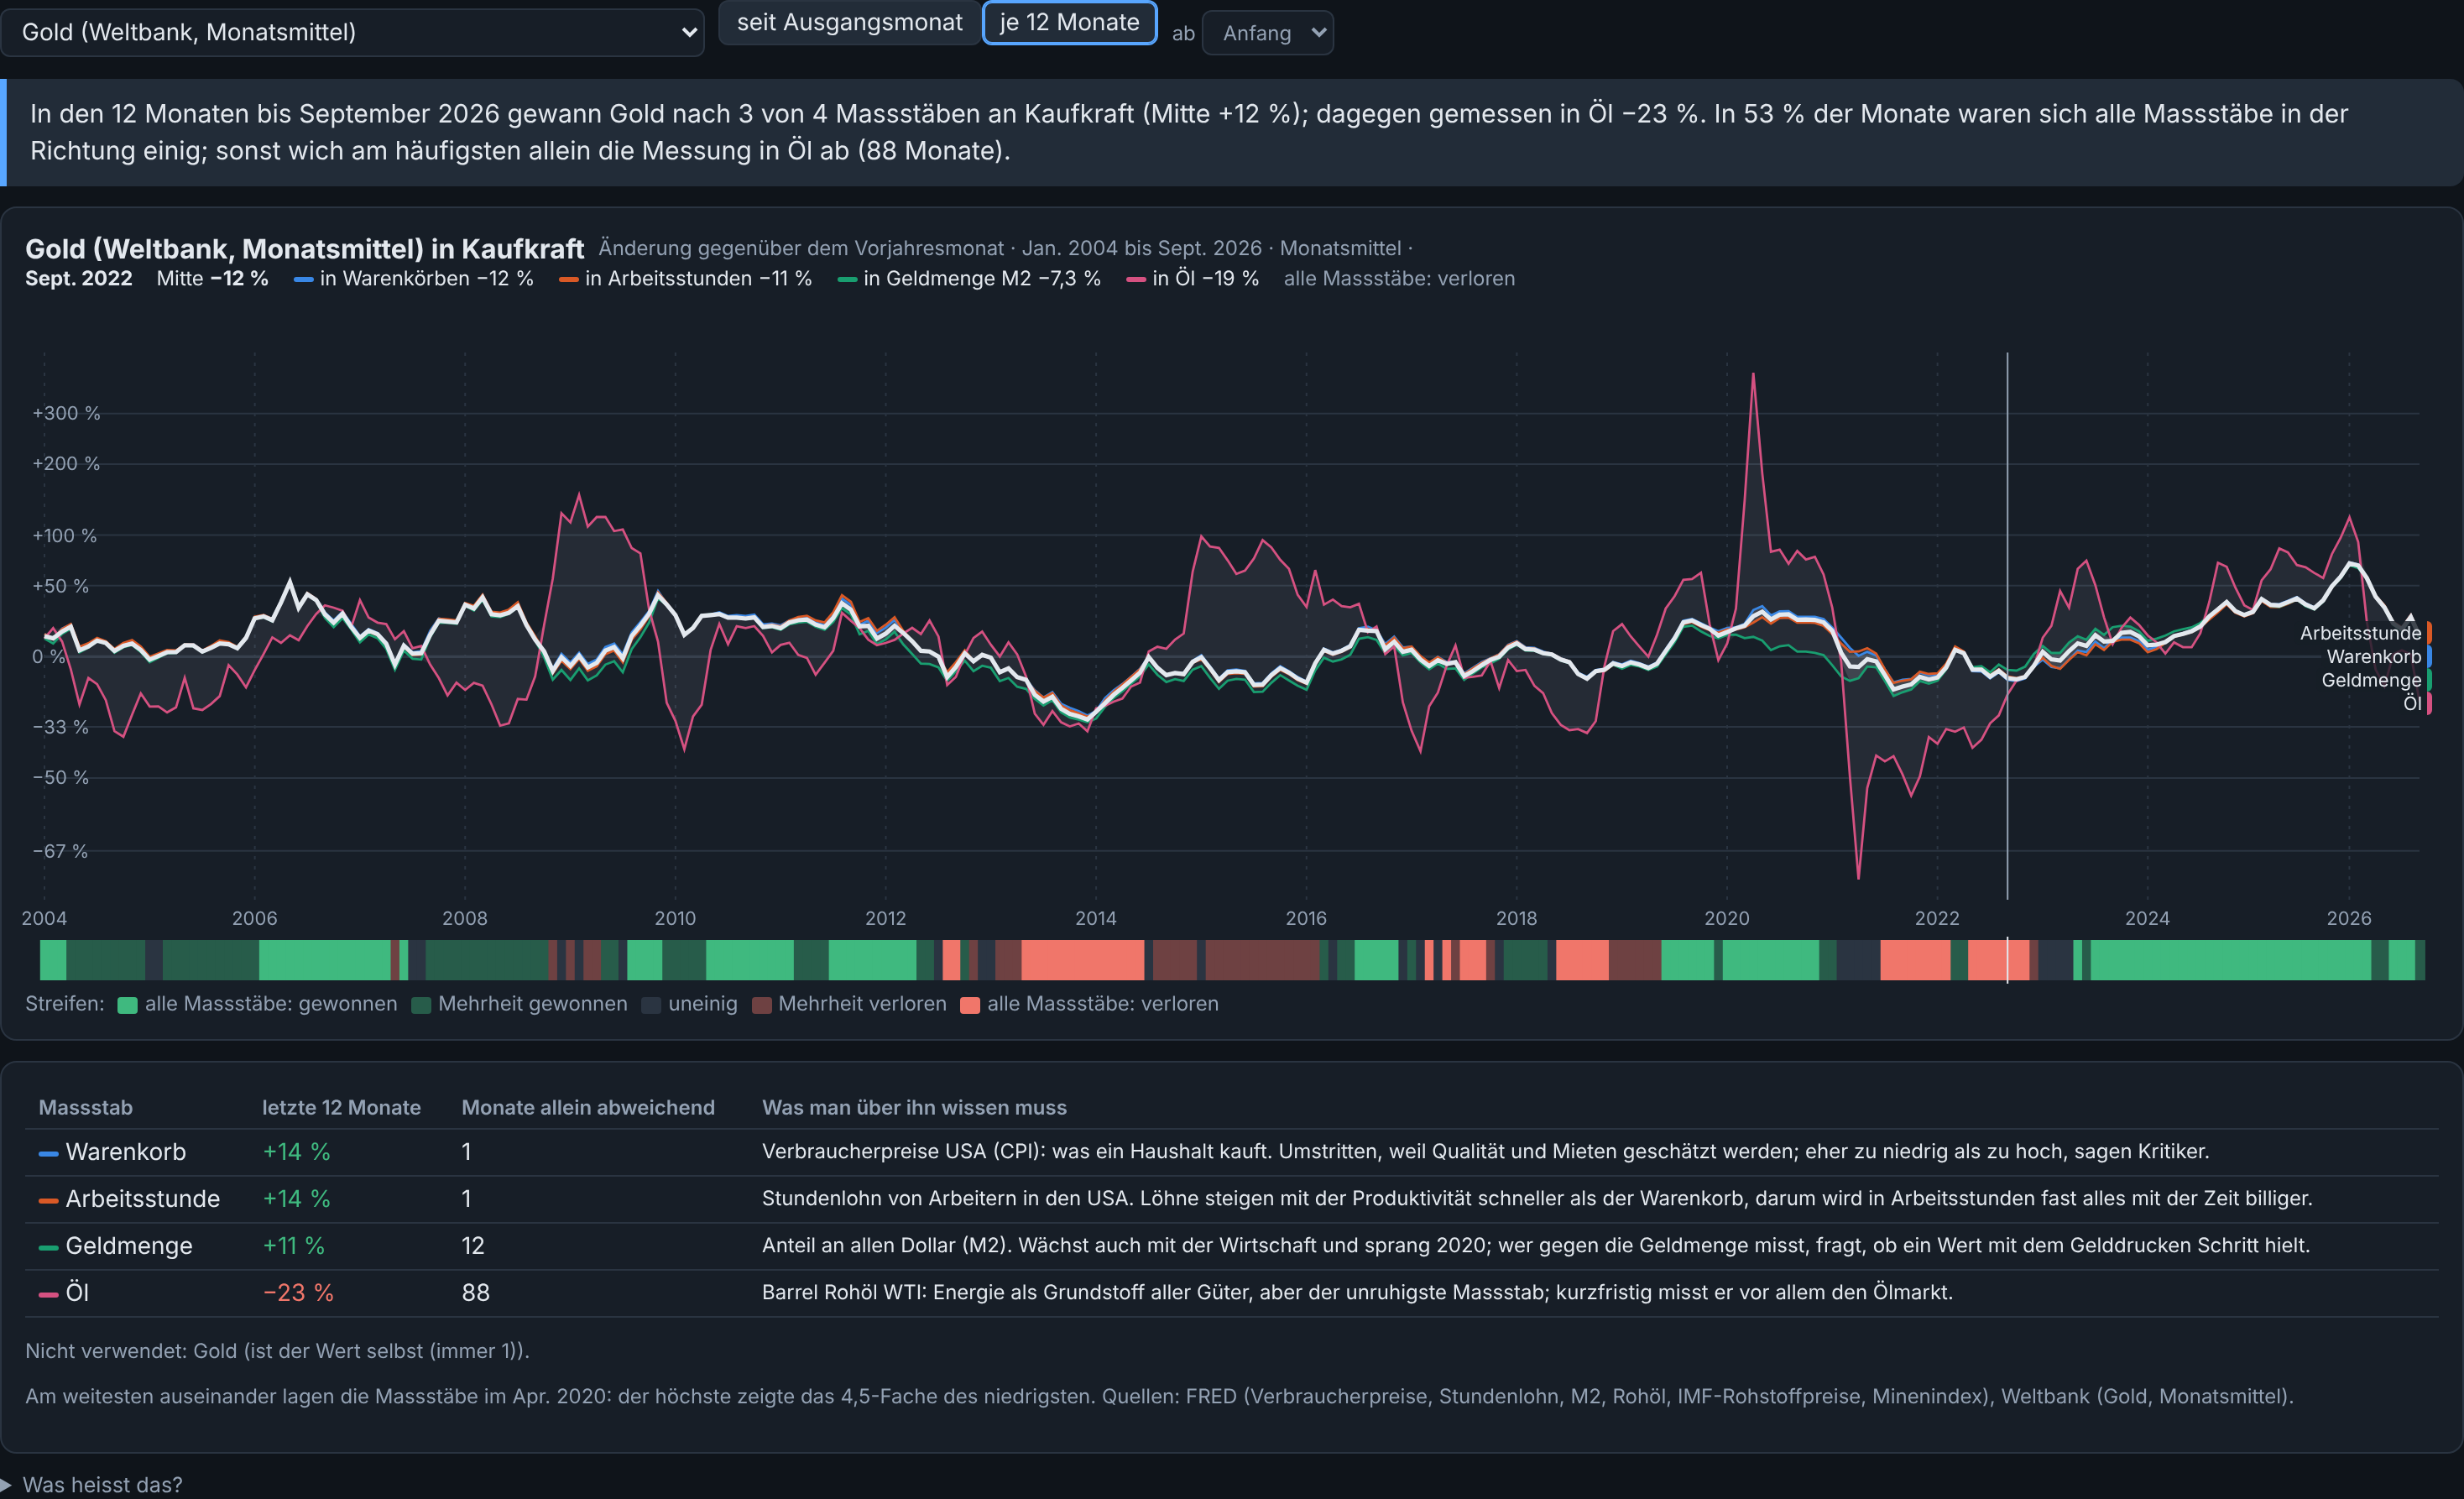 Gold (Weltbank, Monatsmittel)
seit Ausgangsmonat
je 12 Monate
ab
Anfang
In den 12 Monaten bis September 2026 gewann Gold nach 3 von 4 Massstäben an Kaufkraft (Mitte +12 %); dagegen gemessen in Öl −23 %. In 53 % der Monate waren sich alle Massstäbe in der
Richtung einig; sonst wich am häufigsten allein die Messung in Öl ab (88 Monate).
Gold (Weltbank, Monatsmittel) in Kaufkraft Änderung gegenüber dem Vorjahresmonat · Jan. 2004 bis Sept. 2026 · Monatsmittel ·
Sept. 2022 Mitte −12 % in Warenkörben −12 % in Arbeitsstunden −11 % in Geldmenge M2 −7,3 % in Öl −19 % alle Massstäbe: verloren
+300 %
+200 %
+100 %
+50 %
0 %
−33 %
−50 %
−67 %
Arbeitsstunde
Warenkorb
Geldmenge
Öl
2004 2006 2008 2010 2012 2014 2016 2018 2020 2022 2024 2026
Streifen: alle Massstäbe: gewonnen Mehrheit gewonnen uneinig Mehrheit verloren alle Massstäbe: verloren
Massstab letzte 12 Monate Monate allein abweichend Was man über ihn wissen muss
Warenkorb +14 % 1 Verbraucherpreise USA (CPI): was ein Haushalt kauft. Umstritten, weil Qualität und Mieten geschätzt werden; eher zu niedrig als zu hoch, sagen Kritiker.
Arbeitsstunde +14 % 1 Stundenlohn von Arbeitern in den USA. Löhne steigen mit der Produktivität schneller als der Warenkorb, darum wird in Arbeitsstunden fast alles mit der Zeit billiger.
Geldmenge +11 % 12 Anteil an allen Dollar (M2). Wächst auch mit der Wirtschaft und sprang 2020; wer gegen die Geldmenge misst, fragt, ob ein Wert mit dem Gelddrucken Schritt hielt.
Öl −23 % 88 Barrel Rohöl WTI: Energie als Grundstoff aller Güter, aber der unruhigste Massstab; kurzfristig misst er vor allem den Ölmarkt.
Nicht verwendet: Gold (ist der Wert selbst (immer 1)).
Am weitesten auseinander lagen die Massstäbe im Apr. 2020: der höchste zeigte das 4,5-Fache des niedrigsten. Quellen: FRED (Verbraucherpreise, Stundenlohn, M2, Rohöl, IMF-Rohstoffpreise, Minenindex), Weltbank (Gold, Monatsmittel).
Was heisst das?